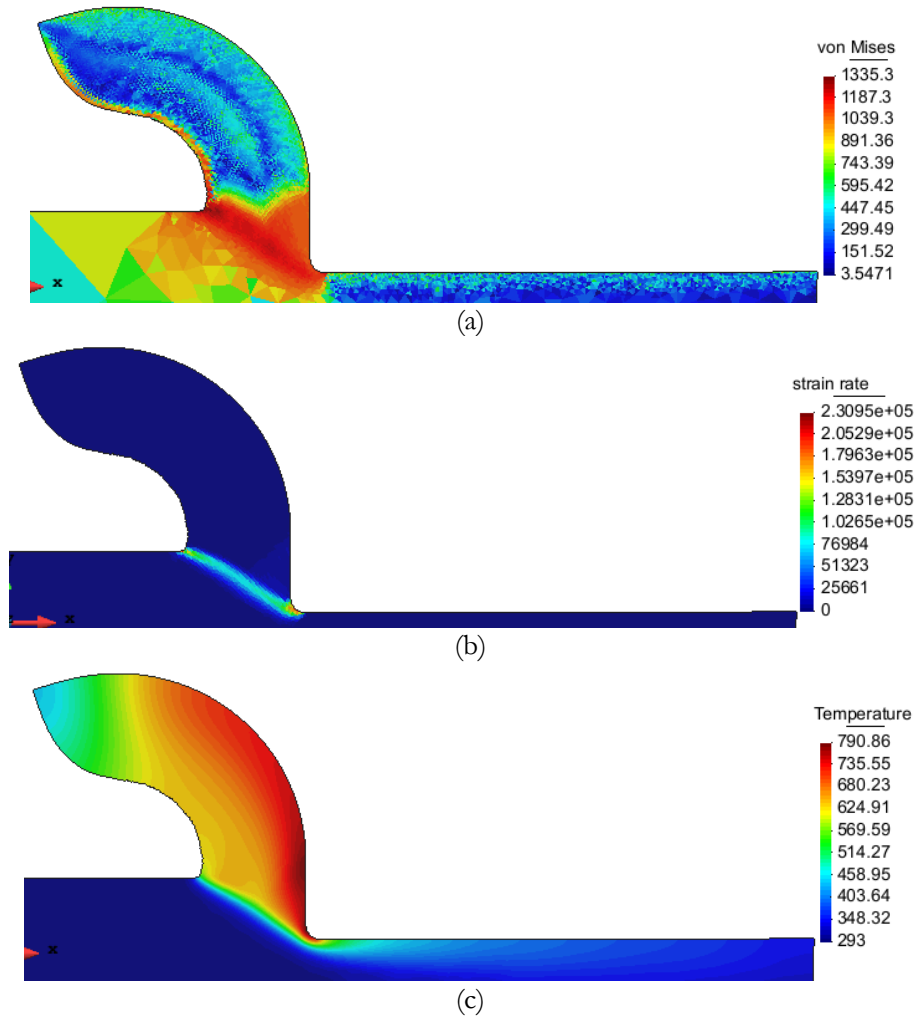 von Mises
1335.3
1187.3
1039.3
891.36
743.39
595.42
447.45
299.49
151.52
3.5471
x
(a)
strain rate
2.3095e+05
2.0529e+05
1.7963e+05
1.5397e+05
1.2831e+05
1.0265e+05
76984
51323
25661
0
x
(b)
Temperature
790.86
735.55
680.23
624.91
569.59
514.27
458.95
403.64
348.32
293
x
(c)